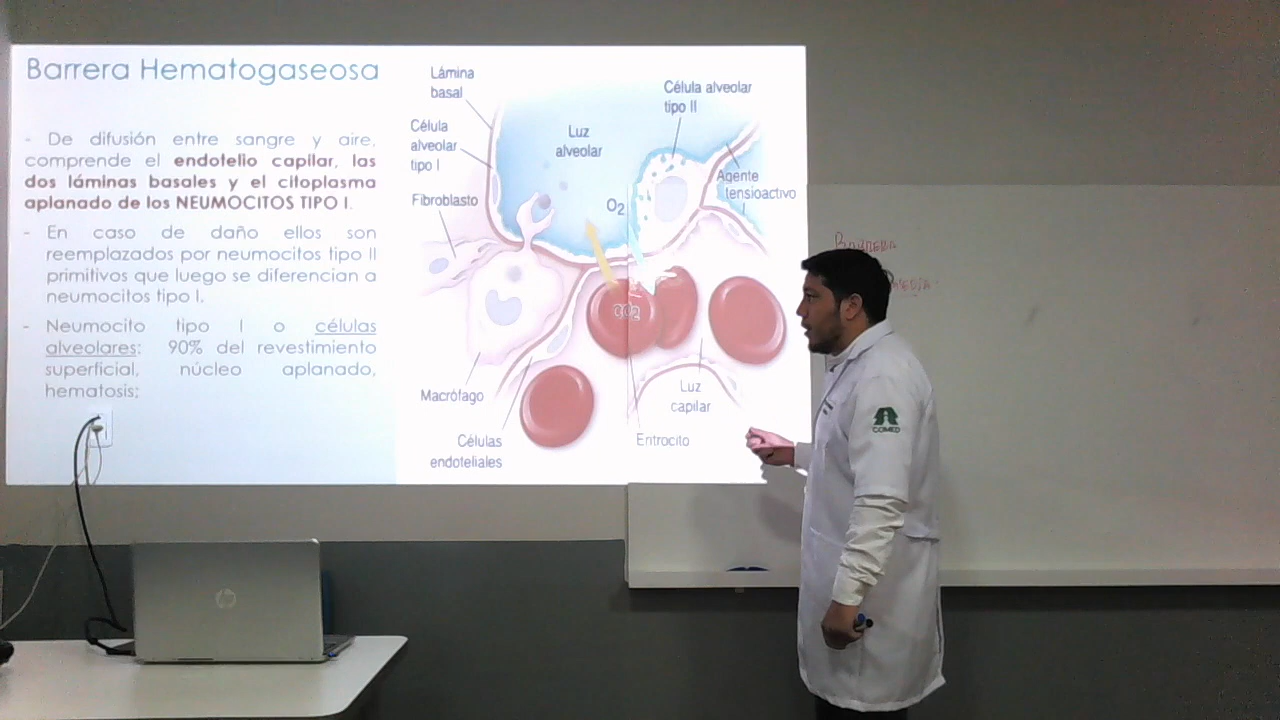 Barrera Hematogaseosa
- De difusión entre sangre y aire,
comprende el endotelio capilar, las
dos láminas basales y el citoplasma
aplanado de los NEUMOCITOS TIPO I.
- En caso de daño ellos son
reemplazados por neumocitos tipo II
primitivos que luego se diferencian a
neumocitos tipo I.
- Neumocito tipo I o células
alveolares: 90% del revestimiento
superficial, núcleo aplanado,
hematosis;
Lámina
basal
Célula
alveolar
tipo I
Fibroblasto
Luz
alveolar
Célula alveolar
tipo II
Agente
tensioactivo
O2
CO2
Macrófago
Células
endoteliales
Luz
capilar
Eritrocito
BARRERA
COMED
hp